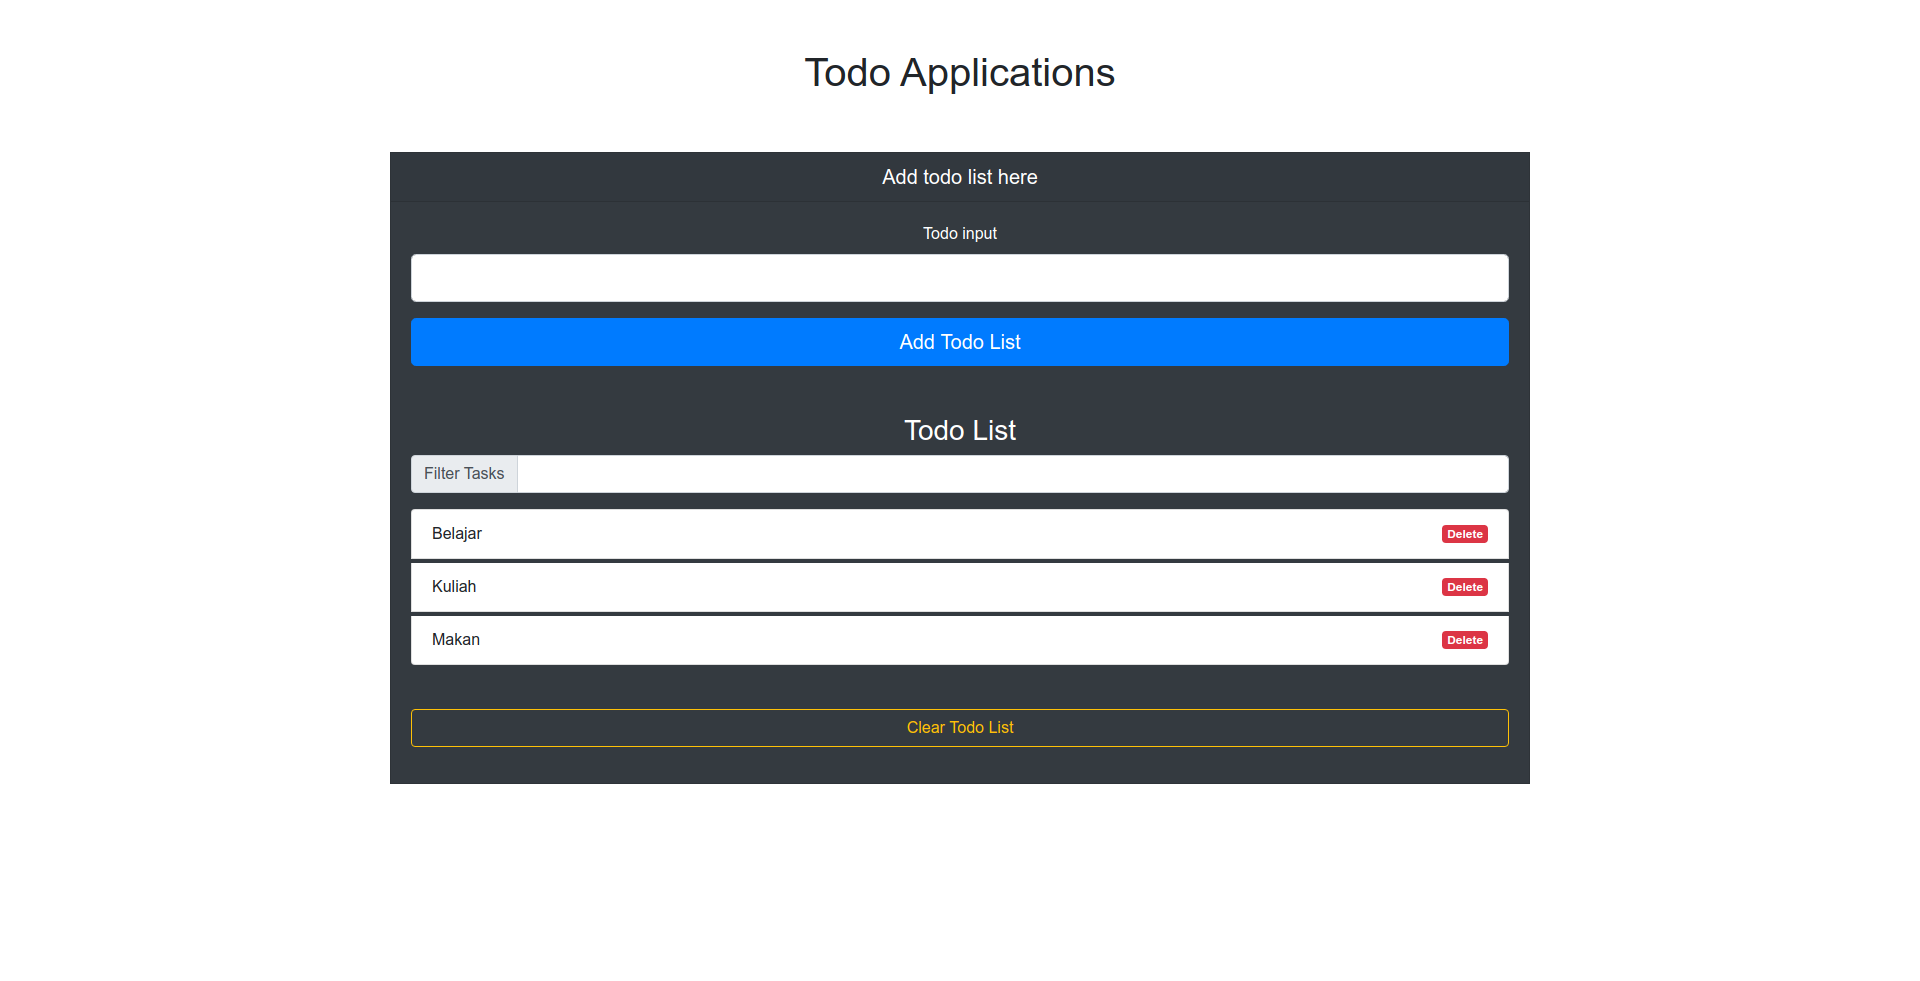 Todo Applications
Add todo list here
Todo input
Add Todo List
Todo List
Filter Tasks
Belajar Delete
Kuliah Delete
Makan Delete
Clear Todo List